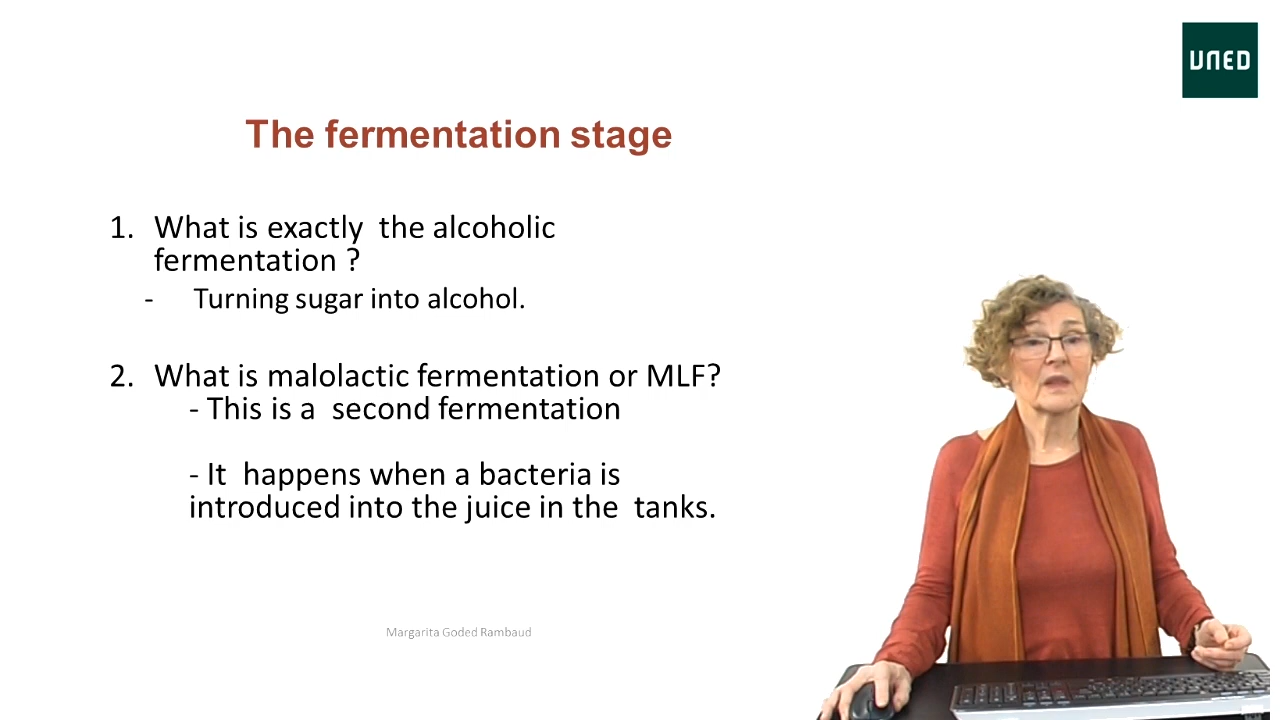 UNED
The fermentation stage
1. What is exactly the alcoholic
fermentation ?
- Turning sugar into alcohol.
2. What is malolactic fermentation or MLF?
- This is a second fermentation
- It happens when a bacteria is
introduced into the juice in the tanks.
Margarita Goded Rambaud